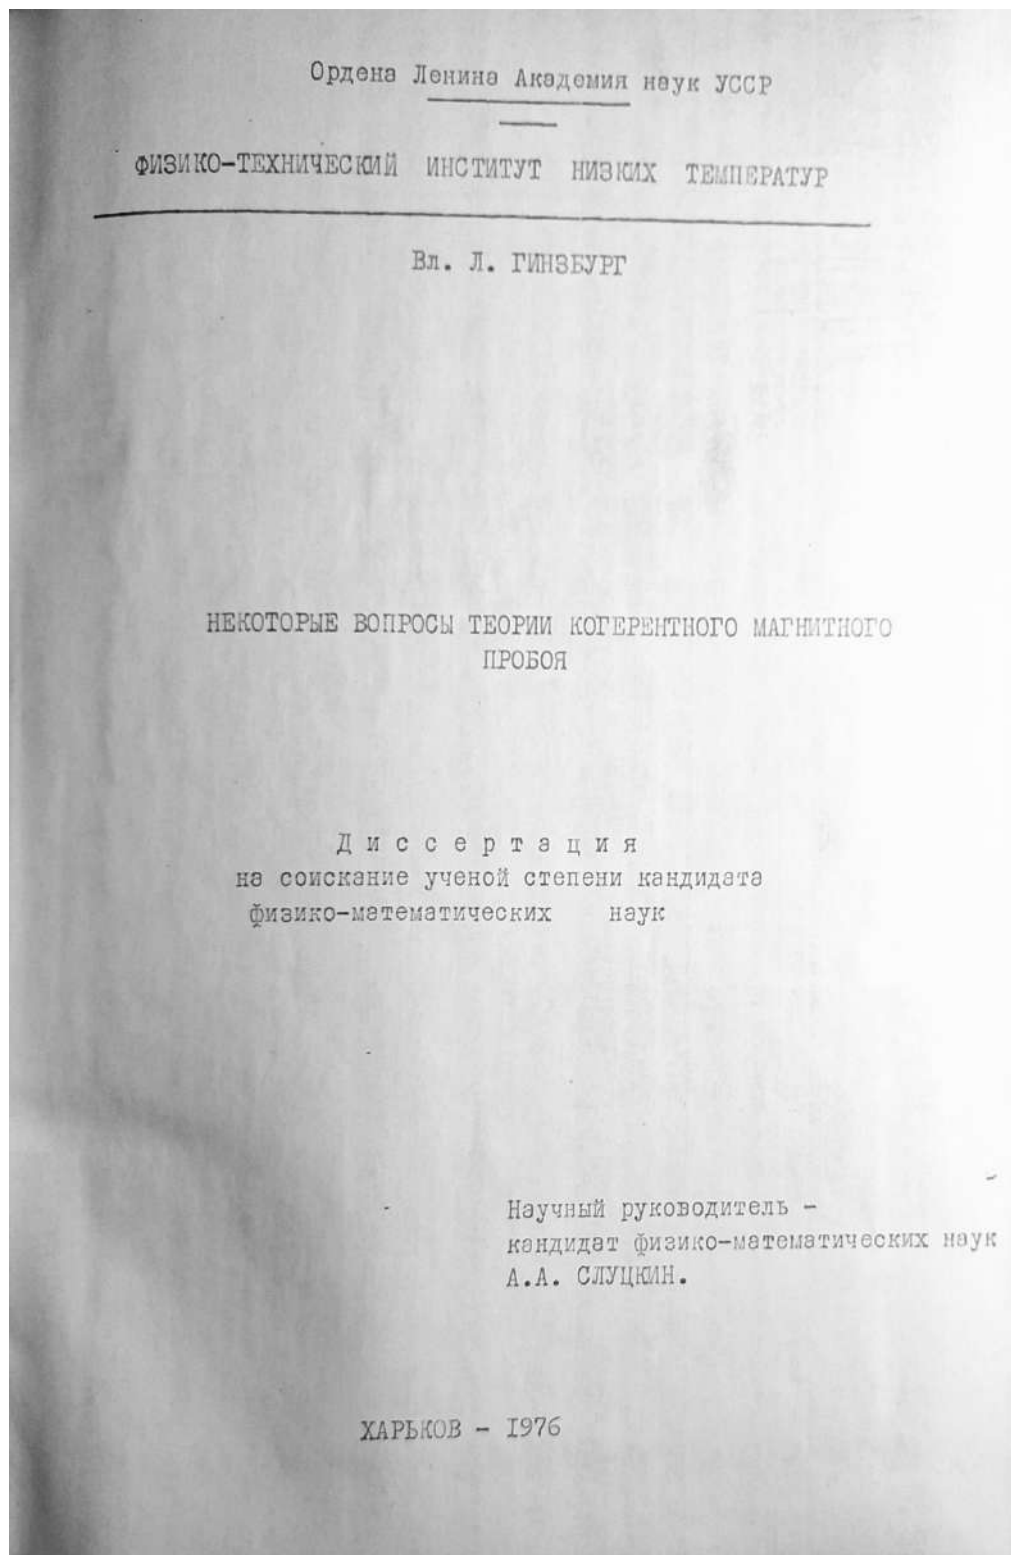 Ордена Ленина Академия наук УССР
ФИЗИКО-ТЕХНИЧЕСКИЙ ИНСТИТУТ НИЗКИХ ТЕМПЕРАТУР
Вл. Л. ГИНЗБУРГ
НЕКОТОРЫЕ ВОПРОСЫ ТЕОРИИ КОГЕРЕНТНОГО МАГНИТНОГО
ПРОБОЯ
Д и с с е р т а ц и я
на соискание ученой степени кандидата
физико-математических наук
Научный руководитель -
кандидат физико-математических наук
А.А. СЛУЦКИН.
ХАРЬКОВ - 1976